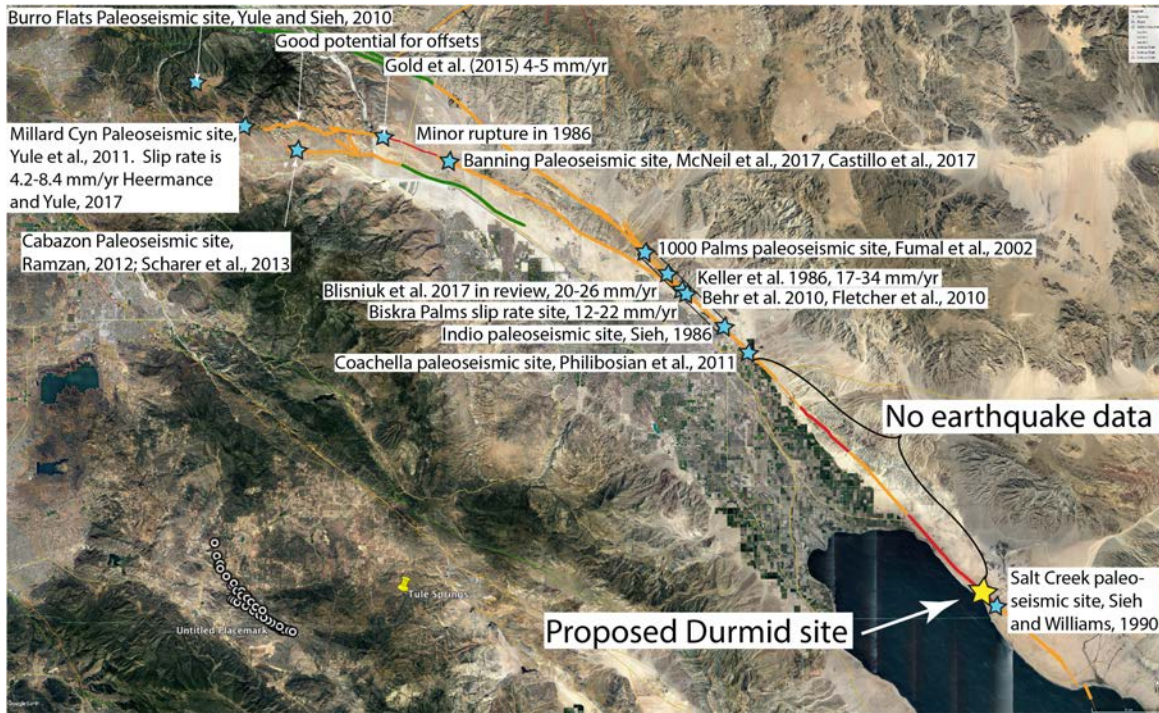 Burro Flats Paleoseismic site, Yule and Sieh, 2010
Good potential for offsets
Gold et al. (2015) 4-5 mm/yr
Minor rupture in 1986
Millard Cyn Paleoseismic site,
Yule et al., 2011. Slip rate is
4.2-8.4 mm/yr Heermance
and Yule, 2017
Banning Paleoseismic site, McNeil et al., 2017, Castillo et al., 2017
Cabazon Paleoseismic site,
Ramzan, 2012; Scharer et al., 2013
1000 Palms paleoseismic site, Fumal et al., 2002
Keller et al. 1986, 17-34 mm/yr
Blisniuk et al. 2017 in review, 20-26 mm/yr
Behr et al. 2010, Fletcher et al., 2010
Biskra Palms slip rate site, 12-22 mm/yr
Indio paleoseismic site, Sieh, 1986
Coachella paleoseismic site, Philibosian et al., 2011
No earthquake data
Salt Creek paleo-
seismic site, Sieh
and Williams, 1990
Proposed Durmid site
Tule Springs
Untitled Placemark